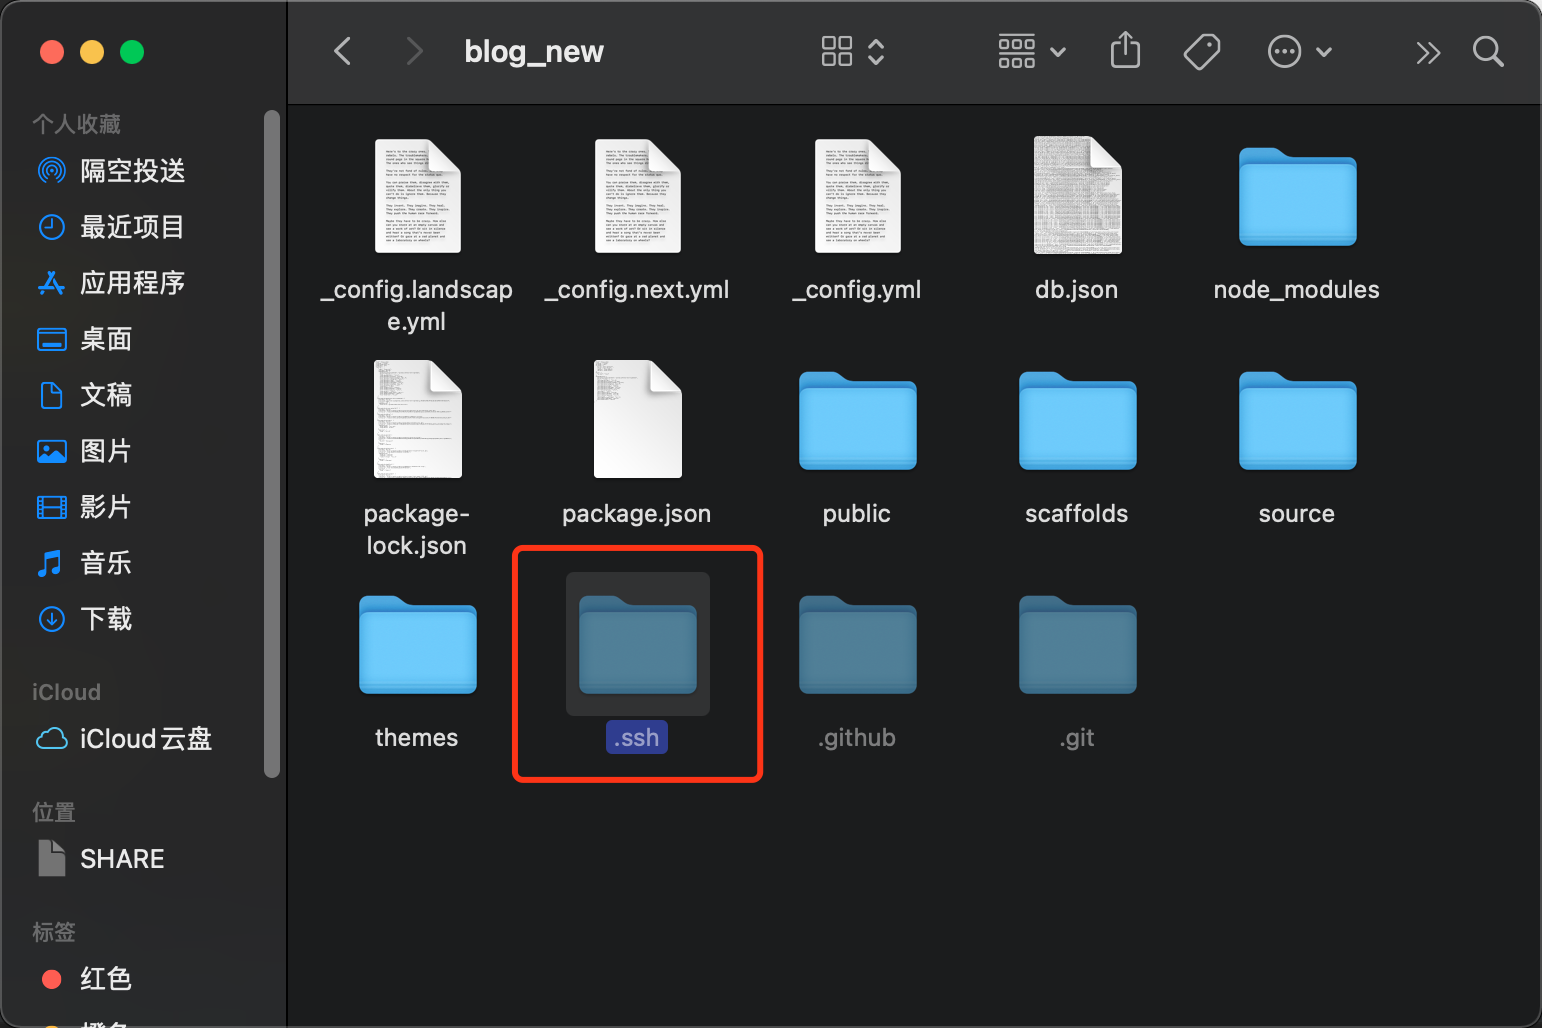 blog_new
个人收藏
隔空投送
最近项目
应用程序
桌面
文稿
图片
影片
音乐
下载
iCloud
iCloud云盘
位置
SHARE
标签
红色
_config.landscap
e.yml
_config.next.yml
_config.yml
db.json
node_modules
package-
lock.json
package.json
public
scaffolds
source
themes
.ssh
.github
.git